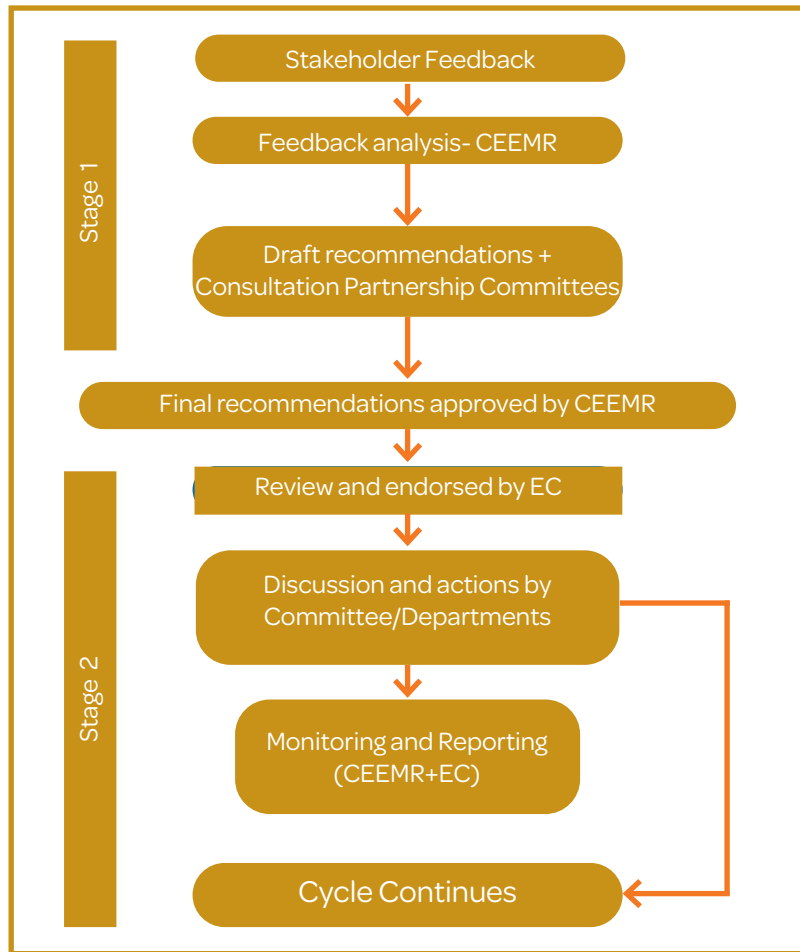 Stage 1
Stakeholder Feedback
Feedback analysis- CEEMR
Draft recommendations +
Consultation Partnership Committees
Final recommendations approved by CEEMR
Stage 2
Review and endorsed by EC
Discussion and actions by
Committee/Departments
Monitoring and Reporting
(CEEMR+EC)
Cycle Continues